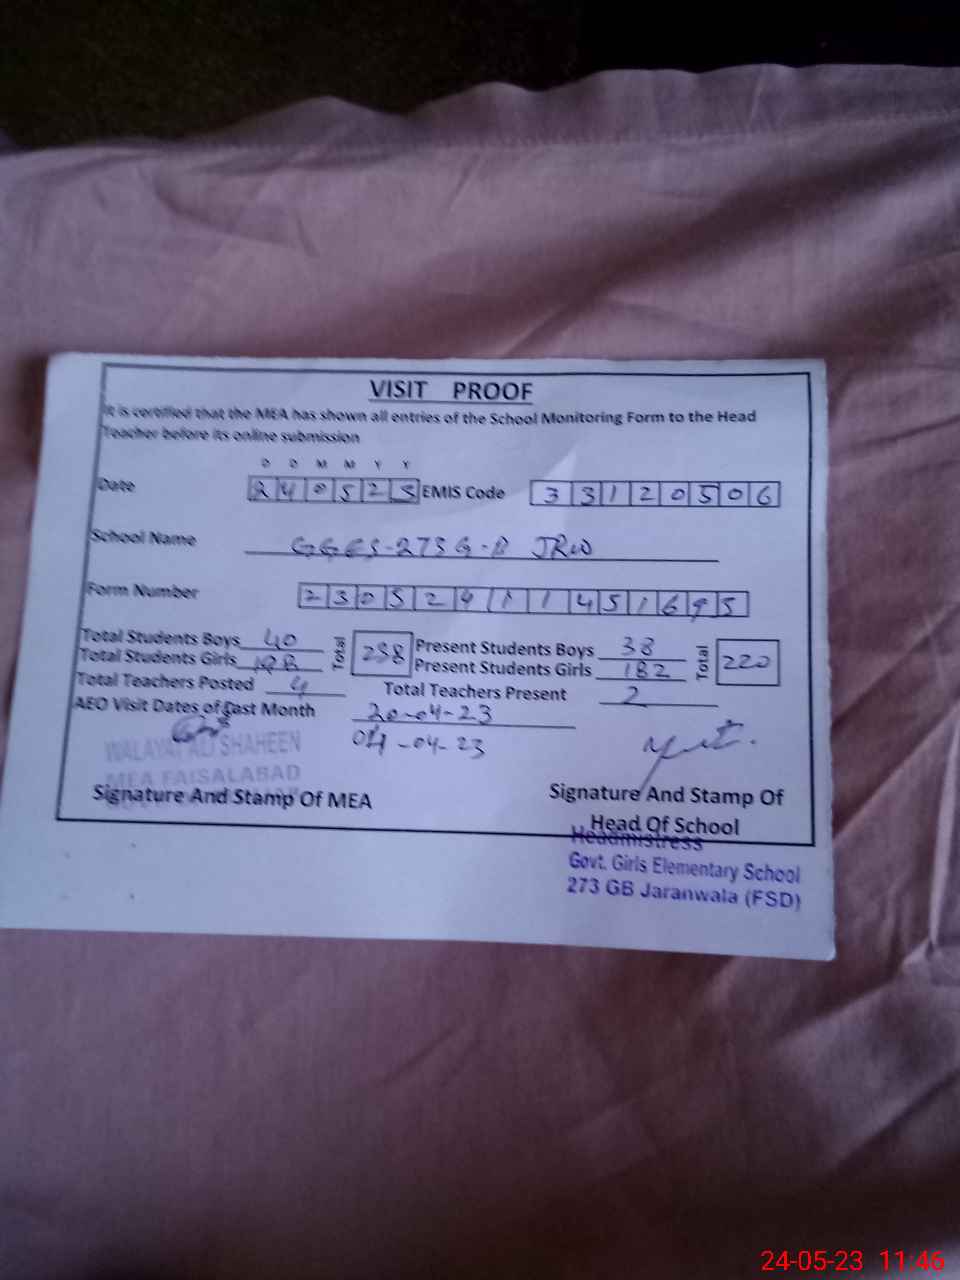 VISIT PROOF
It is certified that the MEA has shown all entries of the School Monitoring Form to the Head
Teacher before its online submission
D D M M Y Y
Date 240523 EMIS Code 33120506
School Name GGES-273 G-B JRW
Form Number 23052411451695
Total Students Boys 40 Total 238 Present Students Boys 38 Total 220
Total Students Girls 198 Present Students Girls 182
Total Teachers Posted 4 Total Teachers Present 2
AEO Visit Dates of Last Month 20-04-23
04-04-23
WALAYAT ALI SHAHEEN
MEA FAISALABAD
Signature And Stamp Of MEA
Signature And Stamp Of
Head Of School
Headmistress
Govt. Girls Elementary School
273 GB Jaranwala (FSD)
24-05-23 11:46